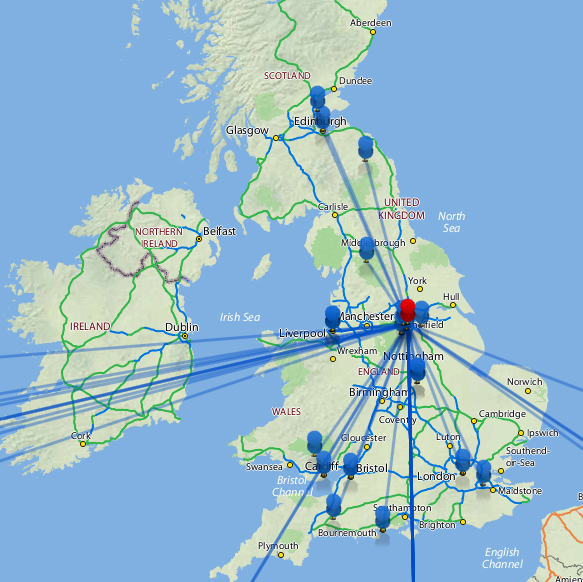 Aberdeen
SCOTLAND
Dundee
Edinburgh
Glasgow
Carlisle
UNITED
KINGDOM
North
Sea
NORTHERN
IRELAND
Belfast
Middlesbrough
York
Hull
Irish Sea
IRELAND
Dublin
Manchester
Liverpool
Wrexham
Nottingham
ENGLAND
Norwich
Birmingham
WALES
Coventry
Cambridge
Cork
Gloucester
Luton
Ipswich
Southend-
on-Sea
Swansea
Cardiff
Bristol
London
Maidstone
Bristol
Channel
Southampton
Bournemouth
Brighton
Plymouth
English
Channel
Amien